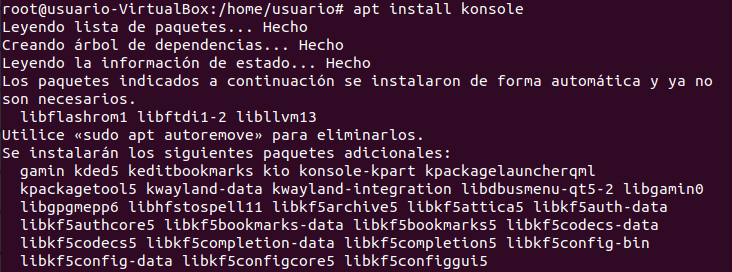 root@usuario-VirtualBox:/home/usuario# apt install konsole
Leyendo lista de paquetes... Hecho
Creando árbol de dependencias... Hecho
Leyendo la información de estado... Hecho
Los paquetes indicados a continuación se instalaron de forma automática y ya no
son necesarios.
  libflashrom1 libftdi1-2 libllvm13
Utilice «sudo apt autoremove» para eliminarlos.
Se instalarán los siguientes paquetes adicionales:
  gamin kded5 keditbookmarks kio konsole-kpart kpackagelauncherqml
  kpackagetool5 kwayland-data kwayland-integration libdbusmenu-qt5-2 libgamin0
  libgpgmepp6 libhfstospell11 libkf5archive5 libkf5attica5 libkf5auth-data
  libkf5authcore5 libkf5bookmarks-data libkf5bookmarks5 libkf5codecs-data
  libkf5codecs5 libkf5completion-data libkf5completion5 libkf5config-bin
  libkf5config-data libkf5configcore5 libkf5configgui5